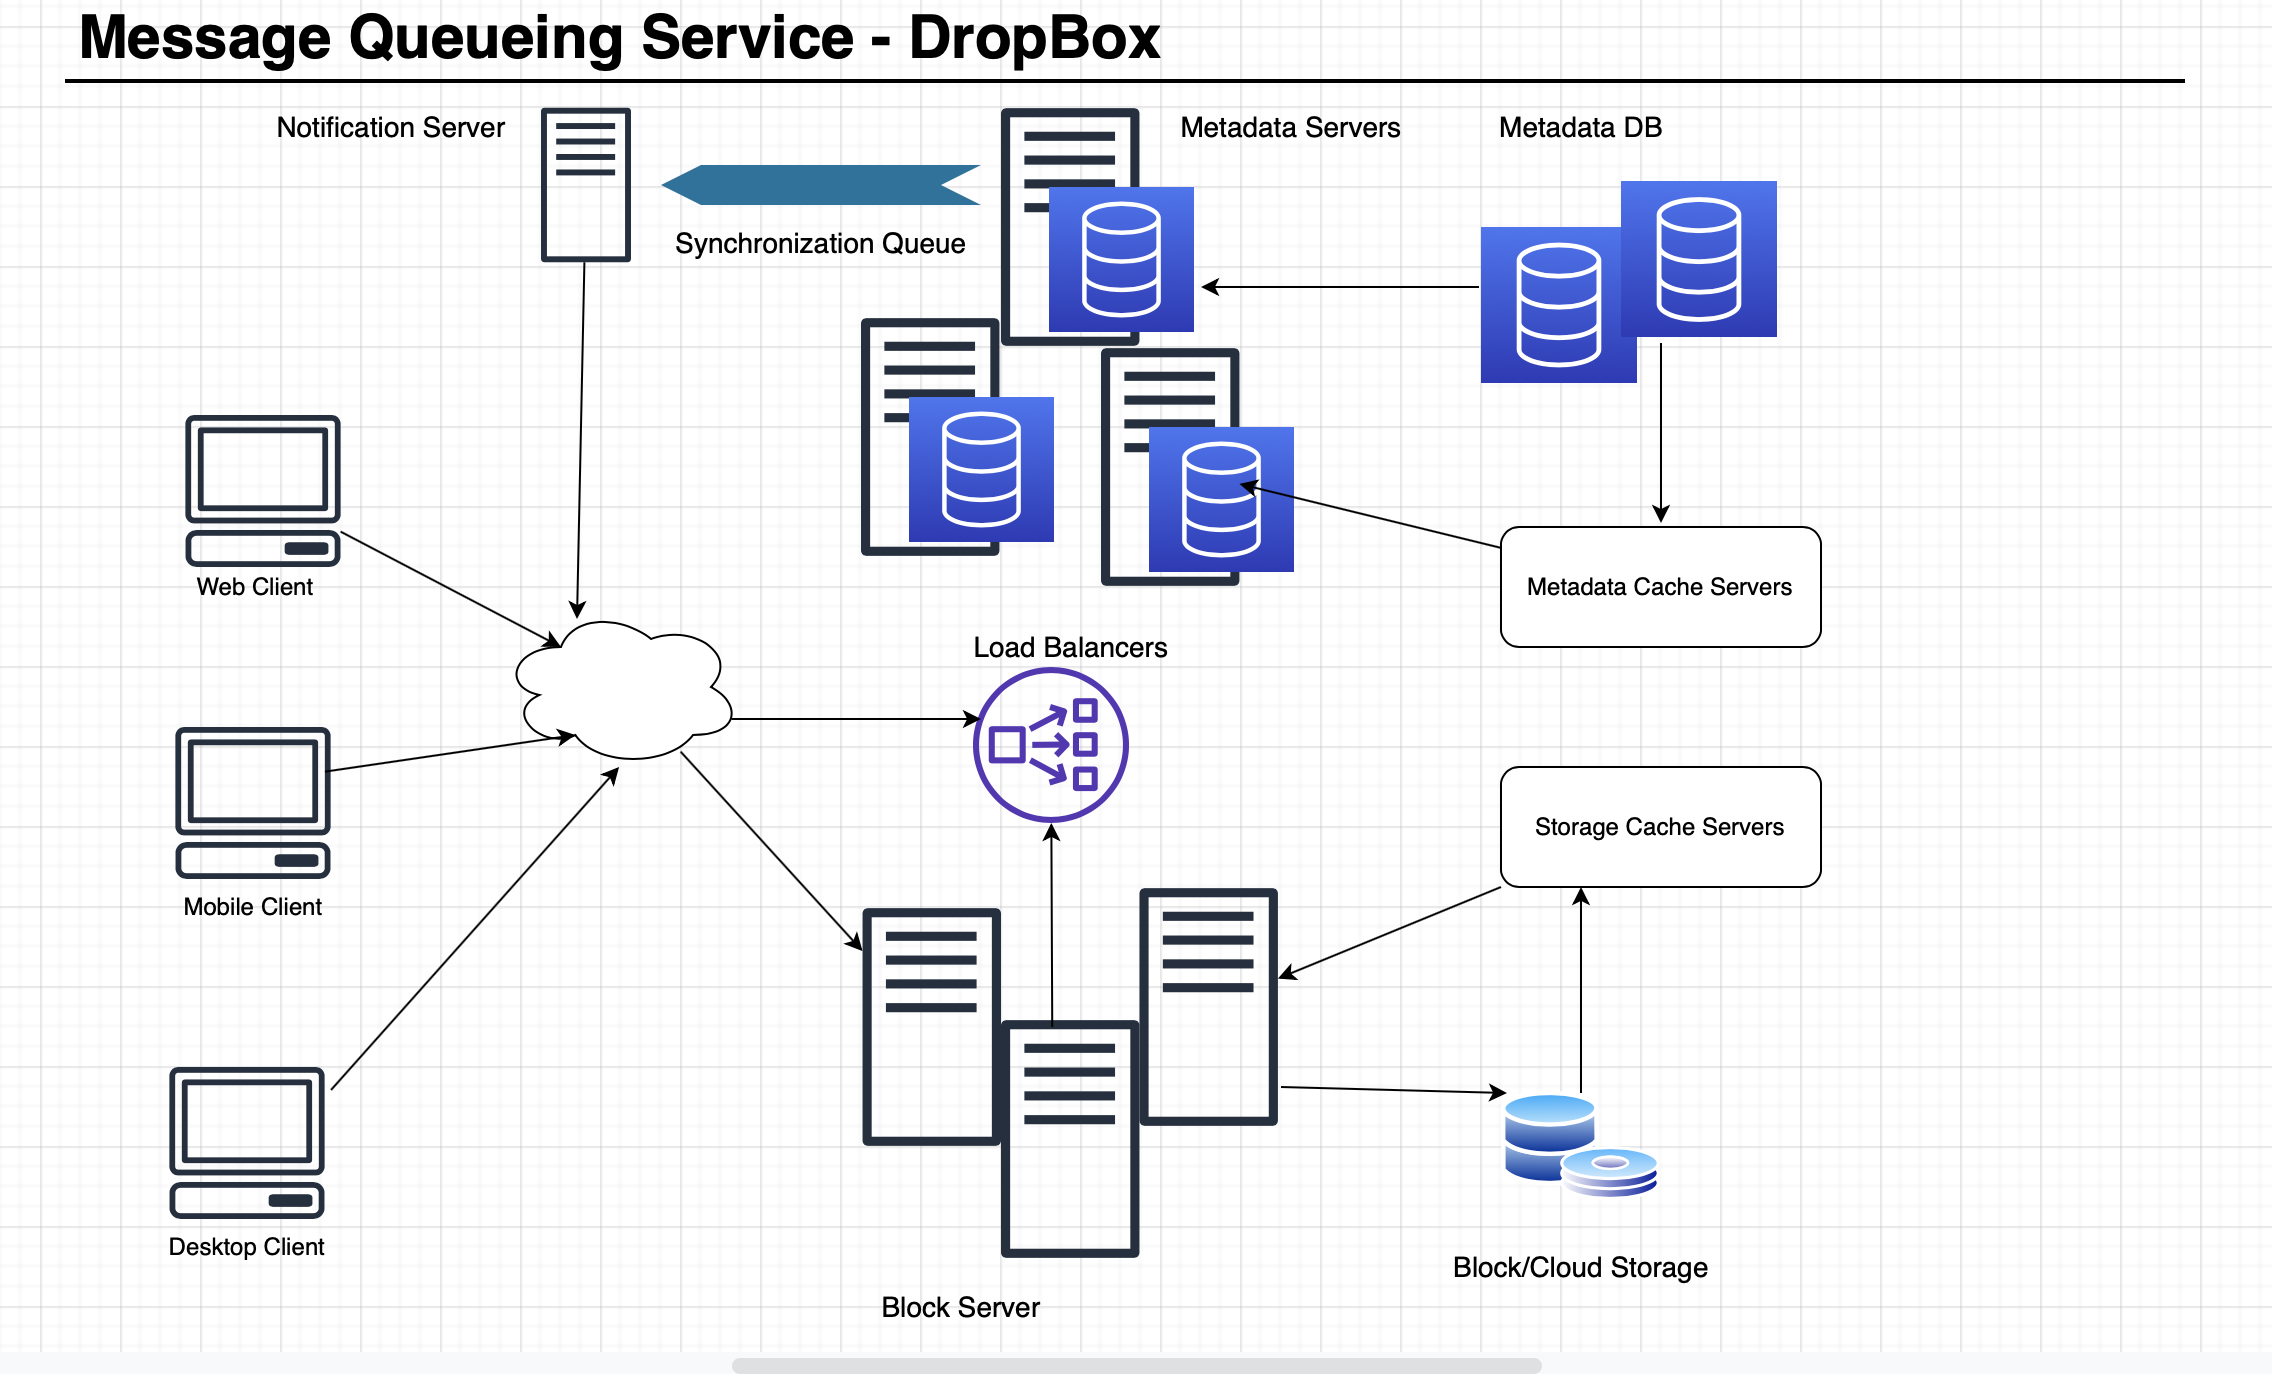 Message Queueing Service - DropBox
Notification Server
Metadata Servers
Metadata DB
Synchronization Queue
Web Client
Metadata Cache Servers
Load Balancers
Storage Cache Servers
Mobile Client
Desktop Client
Block/Cloud Storage
Block Server